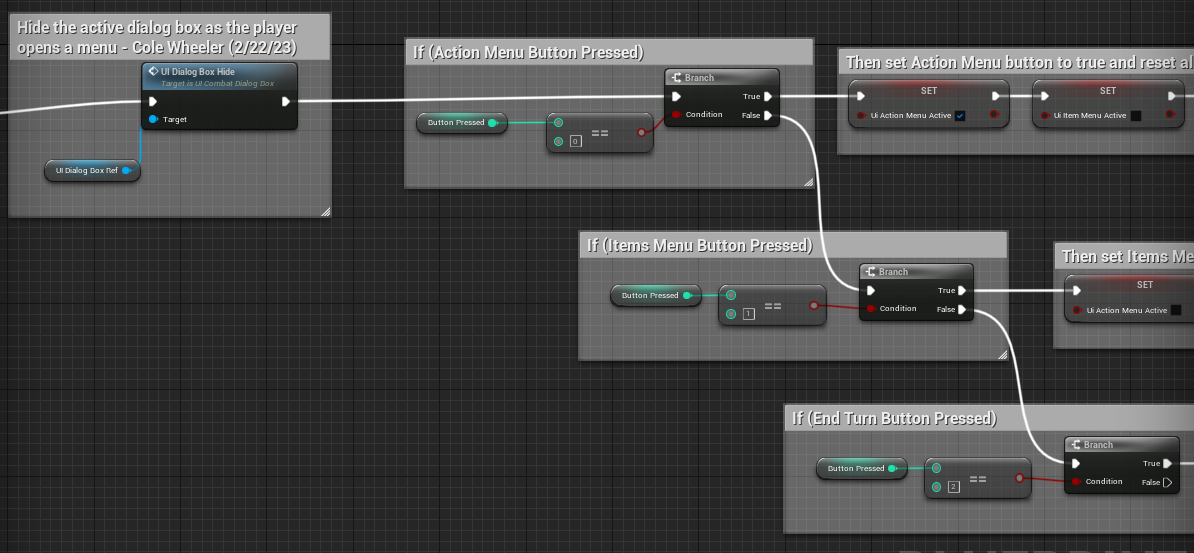 Hide the active dialog box as the player
opens a menu - Cole Wheeler (2/22/23)
UI Dialog Box Hide
Target is UI Combat Dialog Box
Target
UI Dialog Box Ref
If (Action Menu Button Pressed)
Branch
True
Button Pressed
0
==
Condition
False
Then set Action Menu button to true and reset al
SET
Ui Action Menu Active
SET
Ui Item Menu Active
If (Items Menu Button Pressed)
Branch
True
Button Pressed
1
==
Condition
False
Then set Items Me
SET
Ui Action Menu Active
If (End Turn Button Pressed)
Branch
True
Button Pressed
2
==
Condition
False